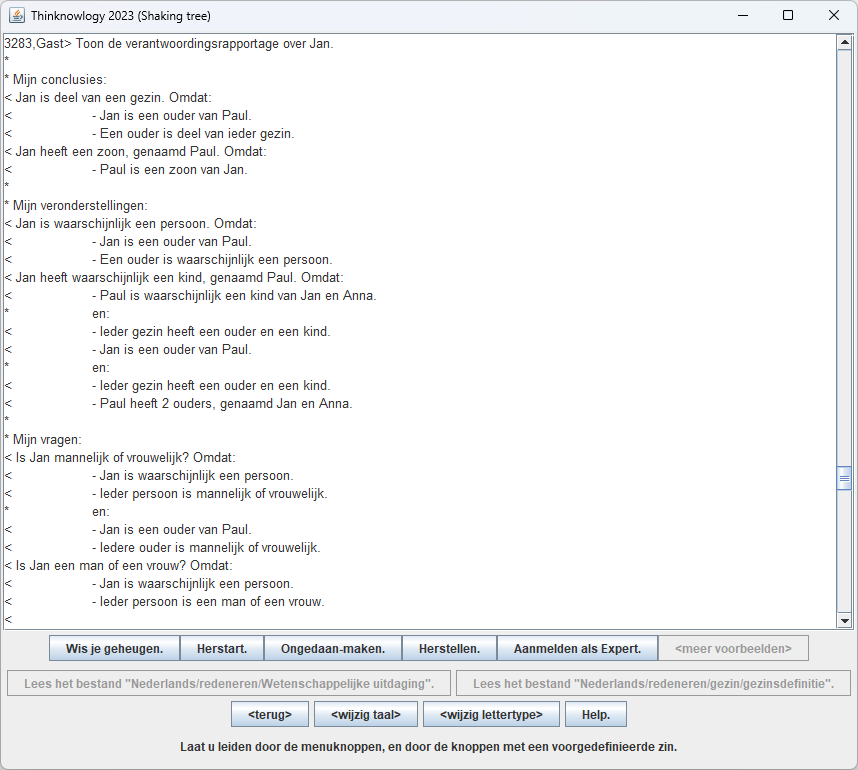 Thinknowlogy 2023 (Shaking tree)
3283,Gast> Toon de verantwoordingsrapportage over Jan.
*
* Mijn conclusies:
< Jan is deel van een gezin. Omdat:
< - Jan is een ouder van Paul.
< - Een ouder is deel van ieder gezin.
< Jan heeft een zoon, genaamd Paul. Omdat:
< - Paul is een zoon van Jan.
*
* Mijn veronderstellingen:
< Jan is waarschijnlijk een persoon. Omdat:
< - Jan is een ouder van Paul.
< - Een ouder is waarschijnlijk een persoon.
< Jan heeft waarschijnlijk een kind, genaamd Paul. Omdat:
< - Paul is waarschijnlijk een kind van Jan en Anna.
* en:
< - Ieder gezin heeft een ouder en een kind.
< - Jan is een ouder van Paul.
* en:
< - Ieder gezin heeft een ouder en een kind.
< - Paul heeft 2 ouders, genaamd Jan en Anna.
*
* Mijn vragen:
< Is Jan mannelijk of vrouwelijk? Omdat:
< - Jan is waarschijnlijk een persoon.
< - Ieder persoon is mannelijk of vrouwelijk.
* en:
< - Jan is een ouder van Paul.
< - Iedere ouder is mannelijk of vrouwelijk.
< Is Jan een man of een vrouw? Omdat:
< - Jan is waarschijnlijk een persoon.
< - Ieder persoon is een man of een vrouw.
<
Wis je geheugen. Herstart. Ongedaan-maken. Herstellen. Aanmelden als Expert. <meer voorbeelden>
Lees het bestand "Nederlands/redeneren/Wetenschappelijke uitdaging". Lees het bestand "Nederlands/redeneren/gezin/gezinsdefinitie".
<terug> <wijzig taal> <wijzig lettertype> Help.
Laat u leiden door de menuknoppen, en door de knoppen met een voorgedefinieerde zin.